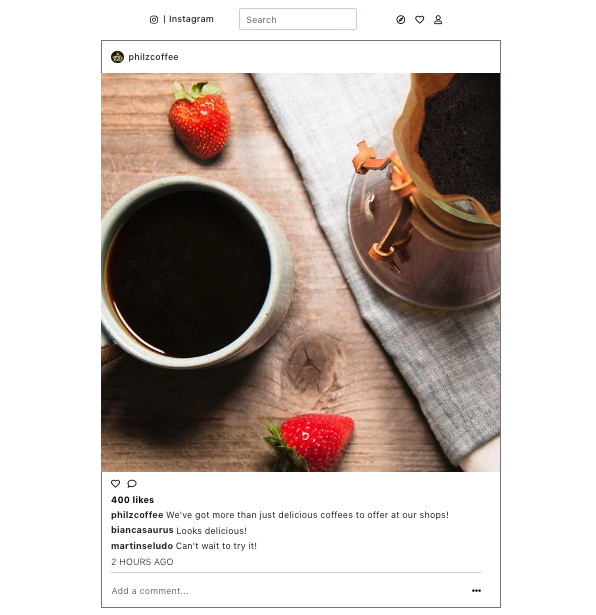 | Instagram
Search
philzcoffee
400 likes
philzcoffee We've got more than just delicious coffees to offer at our shops!
biancasaurus Looks delicious!
martinseludo Can't wait to try it!
2 HOURS AGO
Add a comment...